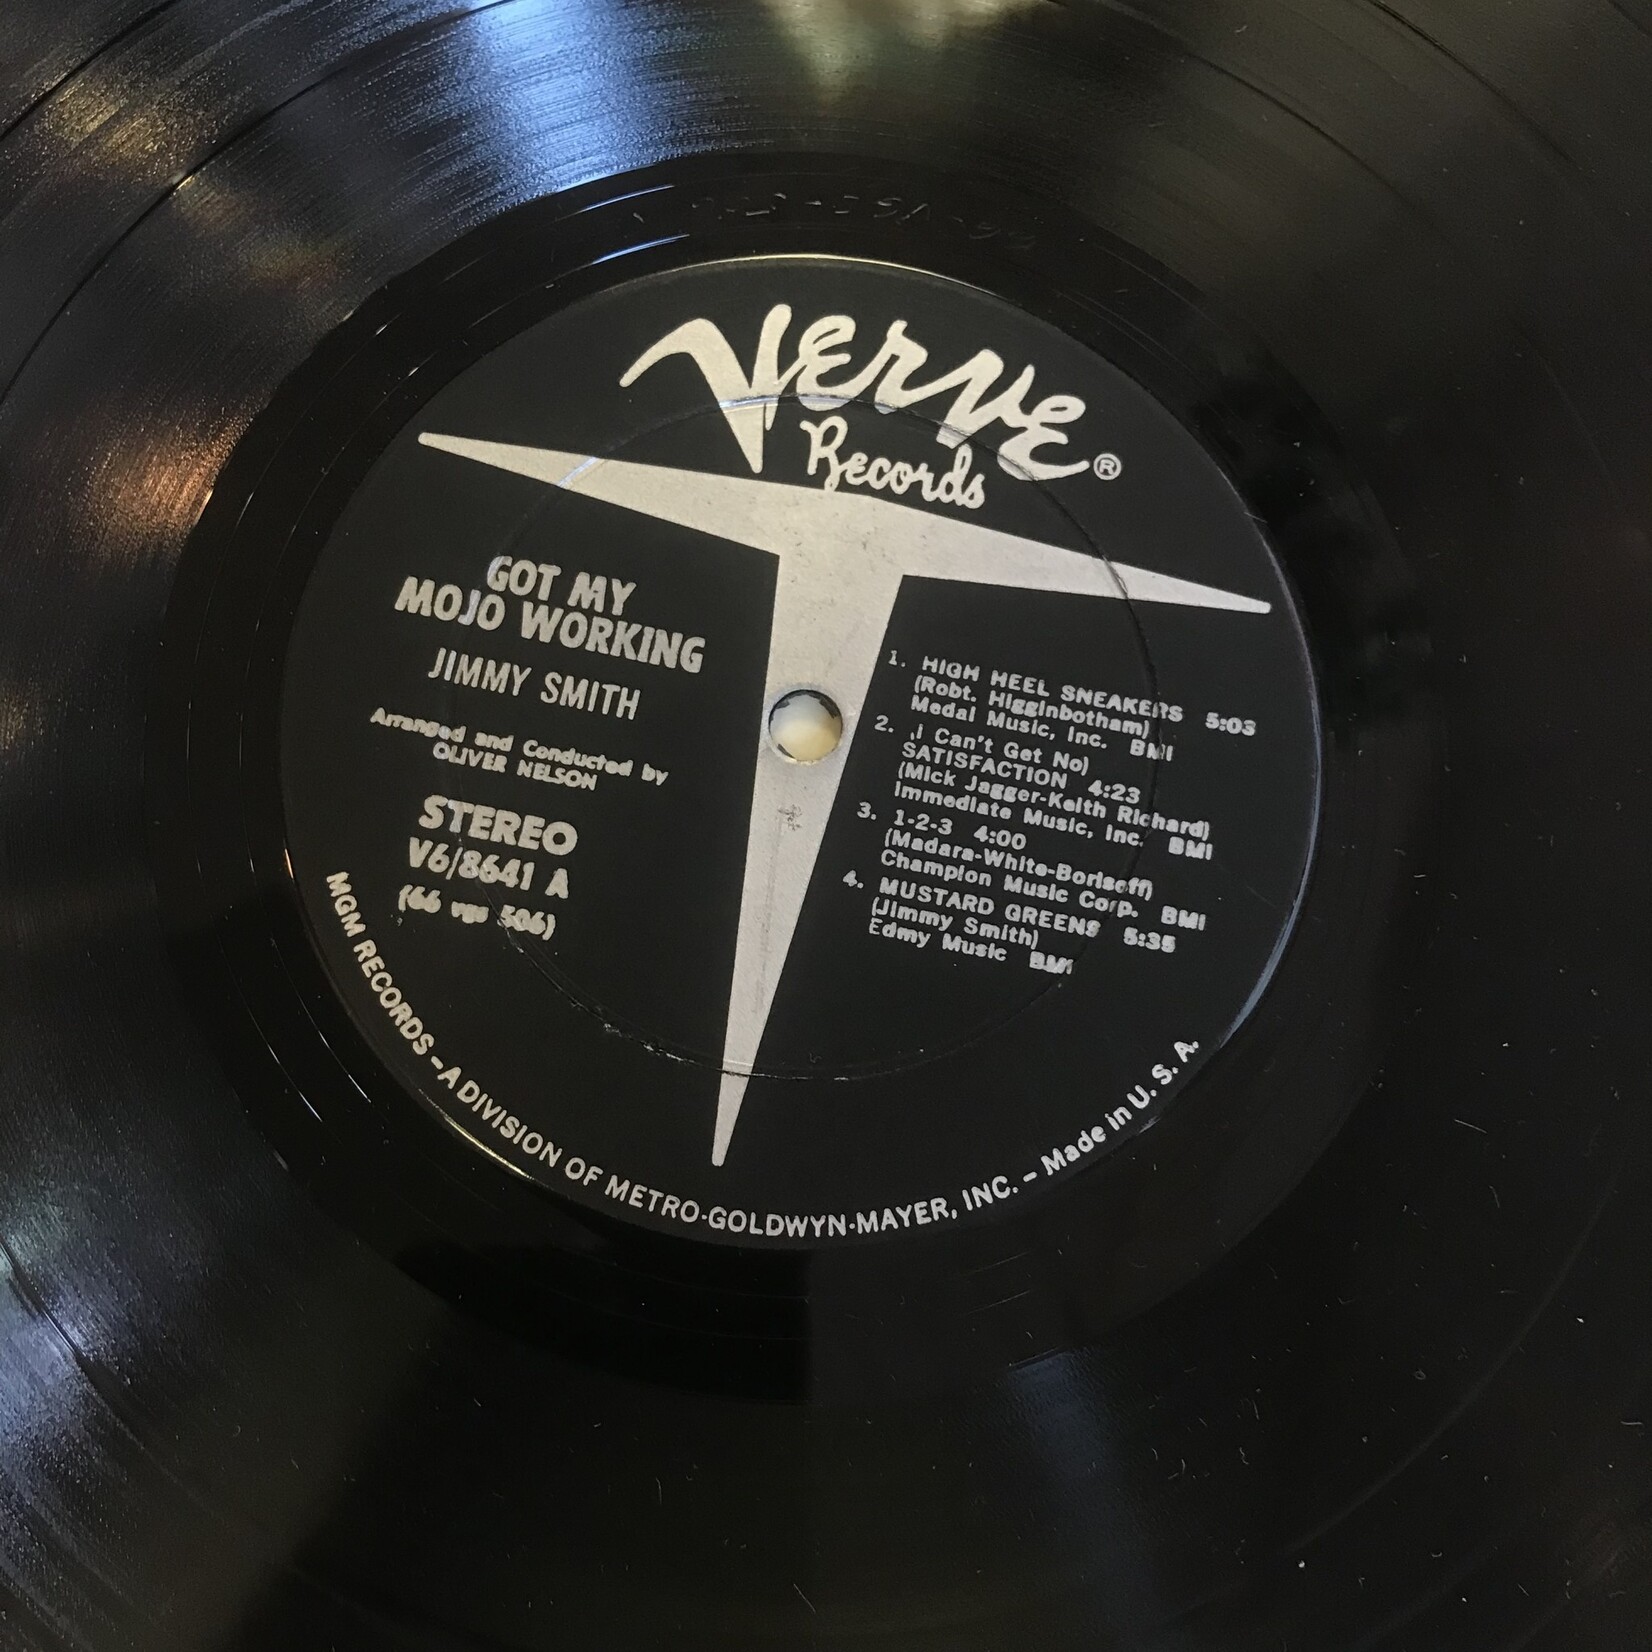 Verve
Records ®
GOT MY
MOJO WORKING
JIMMY SMITH
Arranged and Conducted by
OLIVER NELSON
STEREO
V6/8641 A
(66 vgs 506)
1. HIGH HEEL SNEAKERS 5:03
(Robt. Higginbotham)
Medal Music, Inc. BMI
2. (I Can't Get No)
SATISFACTION 4:23
(Mick Jagger-Keith Richard)
Immediate Music, Inc. BMI
3. 1-2-3 4:00
(Madara-White-Borisoff)
Champion Music Corp. BMI
4. MUSTARD GREENS 5:35
(Jimmy Smith)
Edmy Music BMI
MGM RECORDS - A DIVISION OF METRO-GOLDWYN-MAYER, INC. - Made in U. S. A.